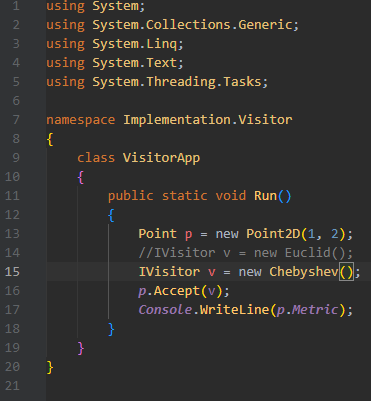 1 using System;
2 using System.Collections.Generic;
3 using System.Linq;
4 using System.Text;
5 using System.Threading.Tasks;
6
7 namespace Implementation.Visitor
8 {
9     class VisitorApp
10     {
11         public static void Run()
12         {
13             Point p = new Point2D(1, 2);
14             //IVisitor v = new Euclid();
15             IVisitor v = new Chebyshev();
16             p.Accept(v);
17             Console.WriteLine(p.Metric);
18         }
19     }
20 }
21